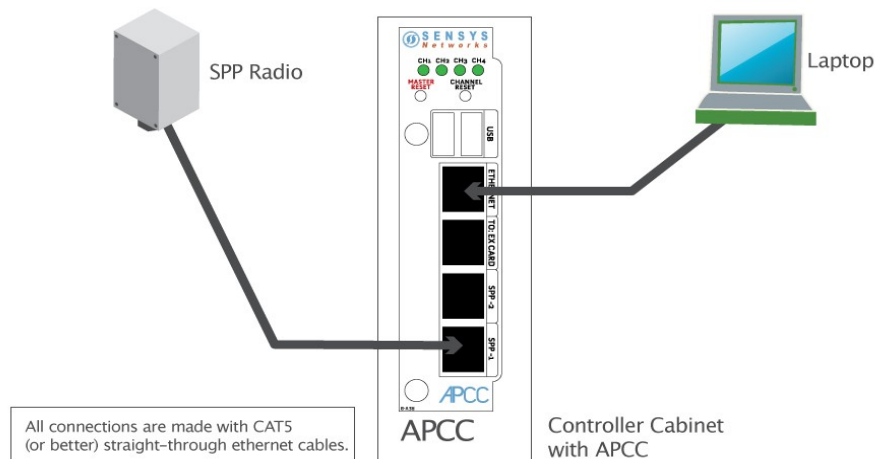 SPP Radio
SENSYS
Networks
CH1 CH2 CH3 CH4
MASTER RESET
CHANNEL RESET
USB
ETHERNET
TO: EX CARD
SPP -2
SPP -1
APCC
APCC
Laptop
Controller Cabinet
with APCC
All connections are made with CAT5
(or better) straight-through ethernet cables.